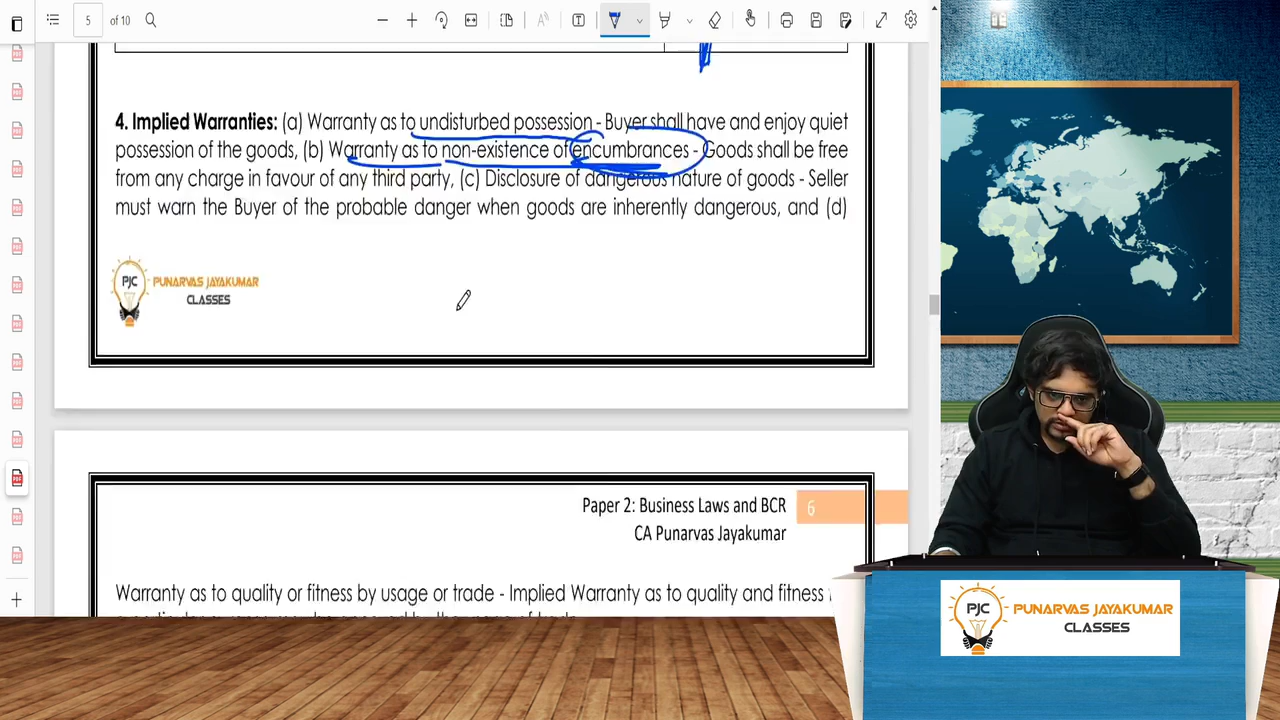 5
of 10
4. Implied Warranties: (a) Warranty as to undisturbed possession - Buyer shall have and enjoy quiet
possession of the goods, (b) Warranty as to non-existence of encumbrances - Goods shall be free
from any charge in favour of any third party, (c) Disclosure of dangerous nature of goods - Seller
must warn the Buyer of the probable danger when goods are inherently dangerous, and (d)
PJC
PUNARVAS JAYAKUMAR
CLASSES
Paper 2: Business Laws and BCR
6
CA Punarvas Jayakumar
Warranty as to quality or fitness by usage or trade - Implied Warranty as to quality and fitness
PJC
PUNARVAS JAYAKUMAR
CLASSES